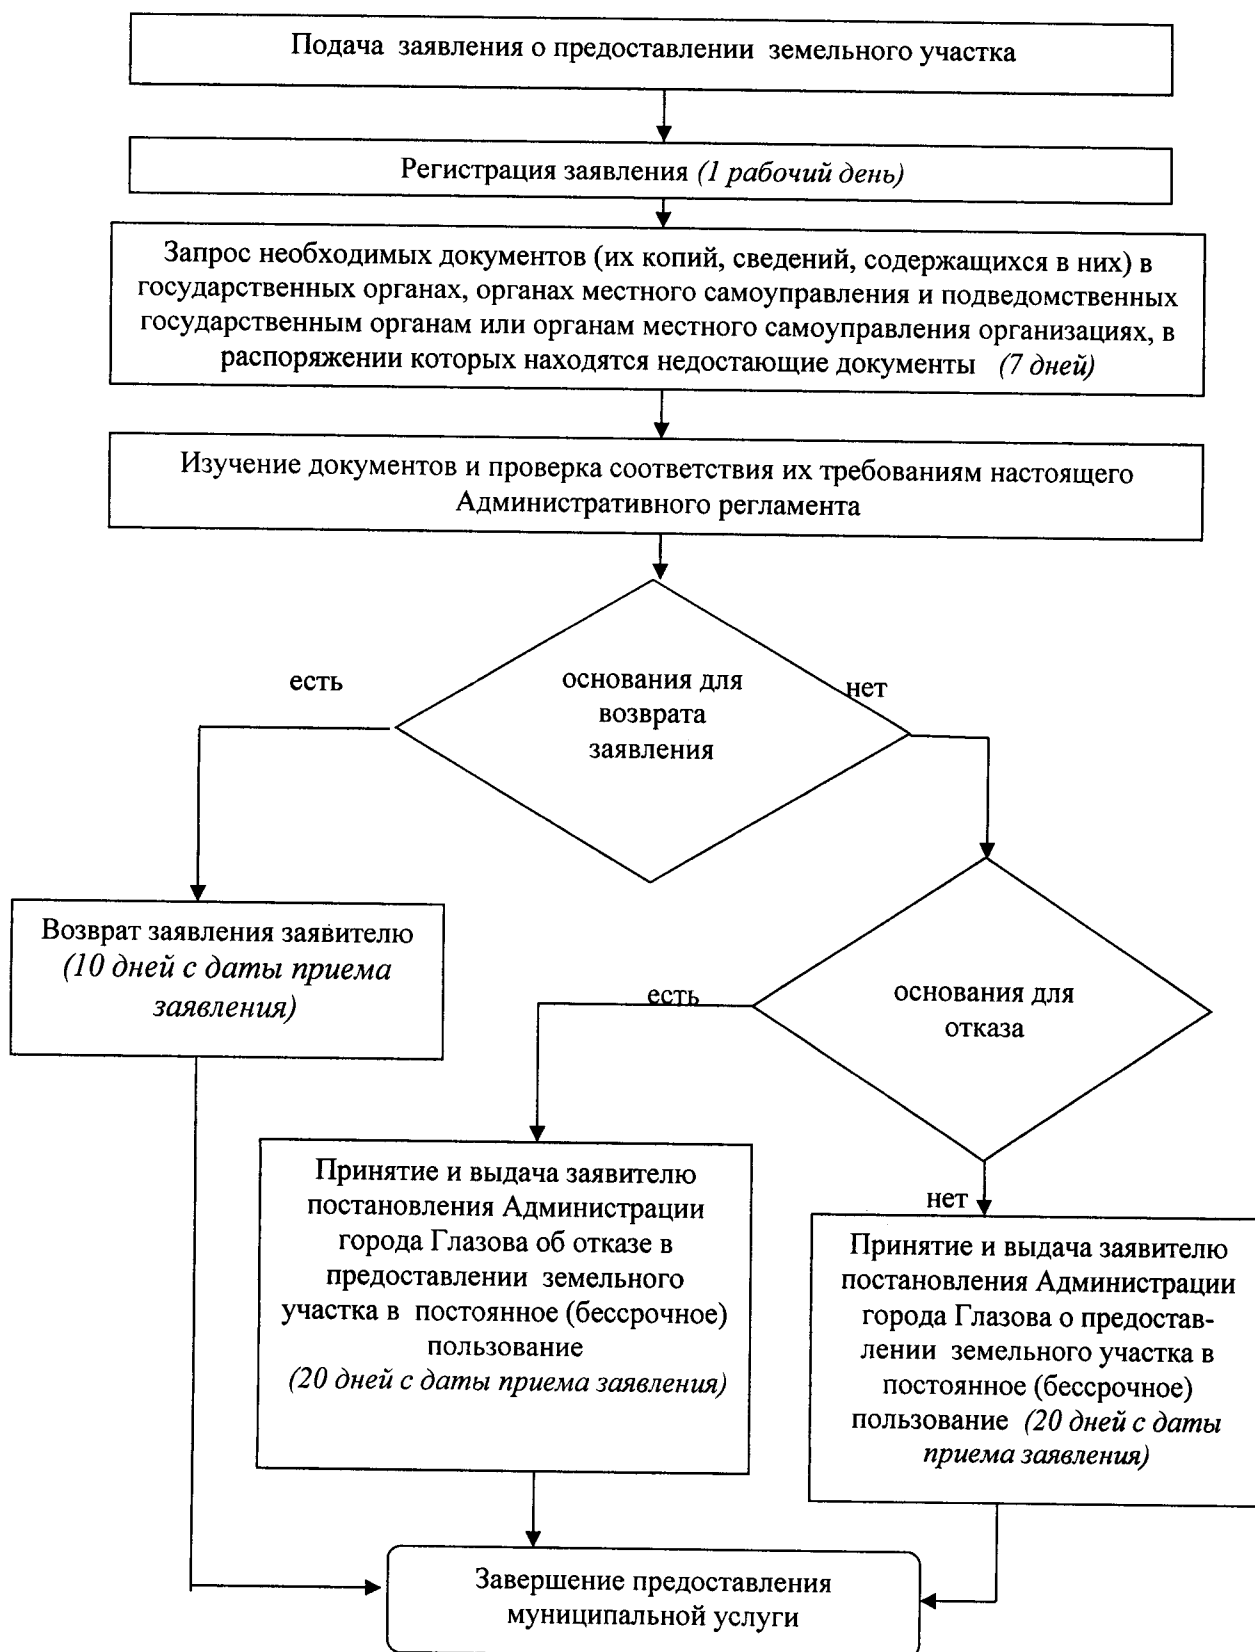 Подача заявления о предоставлении земельного участка
Регистрация заявления (1 рабочий день)
Запрос необходимых документов (их копий, сведений, содержащихся в них) в
государственных органах, органах местного самоуправления и подведомственных
государственным органам или органам местного самоуправления организациях, в
распоряжении которых находятся недостающие документы (7 дней)
Изучение документов и проверка соответствия их требованиям настоящего
Административного регламента
есть
основания для
возврата
заявления
нет
Возврат заявления заявителю
(10 дней с даты приема
заявления)
есть
основания для
отказа
Принятие и выдача заявителю
постановления Администрации
города Глазова об отказе в
предоставлении земельного
участка в постоянное (бессрочное)
пользование
(20 дней с даты приема заявления)
нет
Принятие и выдача заявителю
постановления Администрации
города Глазова о предостав-
лении земельного участка в
постоянное (бессрочное)
пользование (20 дней с даты
приема заявления)
Завершение предоставления
муниципальной услуги